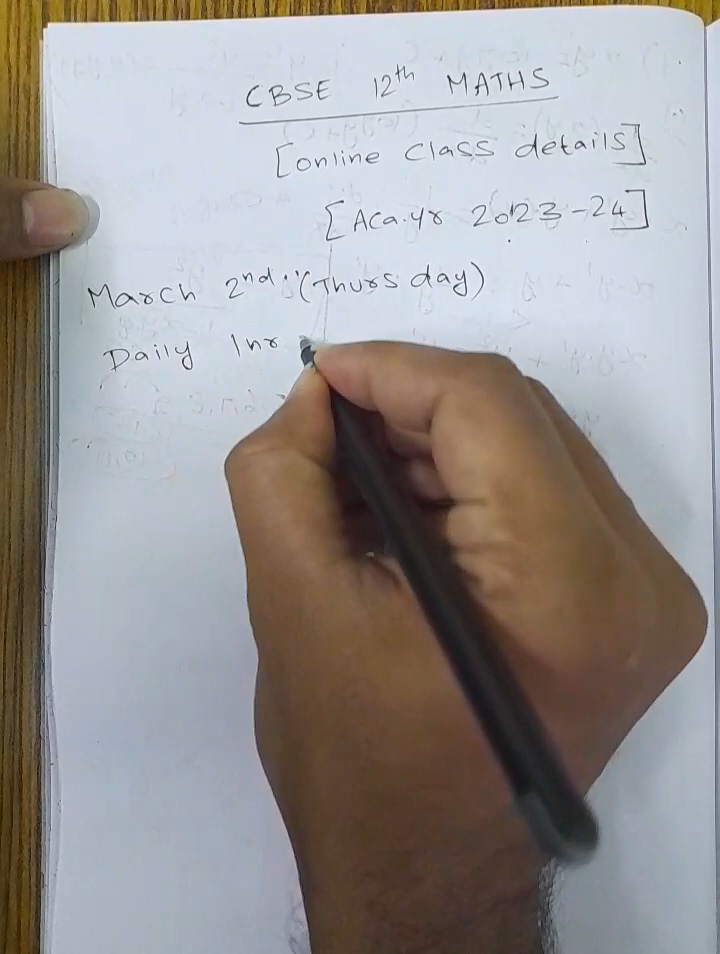 CBSE 12th MATHS
[online class details]
[Aca.yr 2023-24]
March 2nd. (Thursday)
Daily 1hr